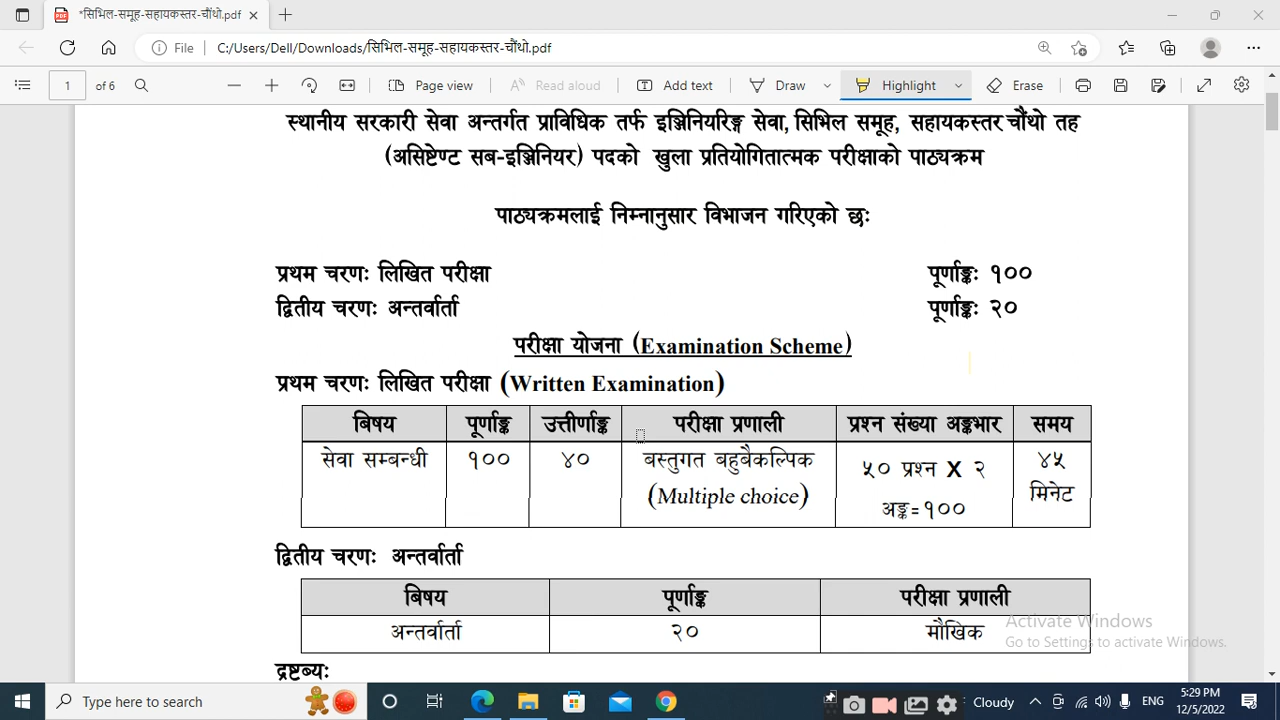 *सिभिल-समूह-सहायकस्तर-चौंथो.pdf
File C:/Users/Dell/Downloads/सिभिल-समूह-सहायकस्तर-चौंथो.pdf
1 of 6 Page view Read aloud Add text Draw Highlight Erase
स्थानीय सरकारी सेवा अन्तर्गत प्राविधिक तर्फ इञ्जिनियरिङ्ग सेवा, सिभिल समूह, सहायकस्तर चौंथो तह
(असिष्टेण्ट सब-इञ्जिनियर) पदको खुला प्रतियोगितात्मक परीक्षाको पाठ्यक्रम
पाठ्यक्रमलाई निम्नानुसार विभाजन गरिएको छः
प्रथम चरणः लिखित परीक्षा पूर्णाङ्कः १००
द्वितीय चरणः अन्तर्वार्ता पूर्णाङ्कः २०
परीक्षा योजना (Examination Scheme)
प्रथम चरणः लिखित परीक्षा (Written Examination)
बिषय पूर्णाङ्क उत्तीर्णाङ्क परीक्षा प्रणाली प्रश्न संख्या अङ्कभार समय
सेवा सम्बन्धी १०० ४० बस्तुगत बहुबैकल्पिक ५० प्रश्न X २ ४५
(Multiple choice) अङ्क=१०० मिनेट
द्वितीय चरणः अन्तर्वार्ता
बिषय पूर्णाङ्क परीक्षा प्रणाली
अन्तर्वार्ता २० मौखिक
Activate Windows
Go to Settings to activate Windows.
द्रष्टब्यः
Type here to search Cloudy ENG 5:29 PM
12/5/2022